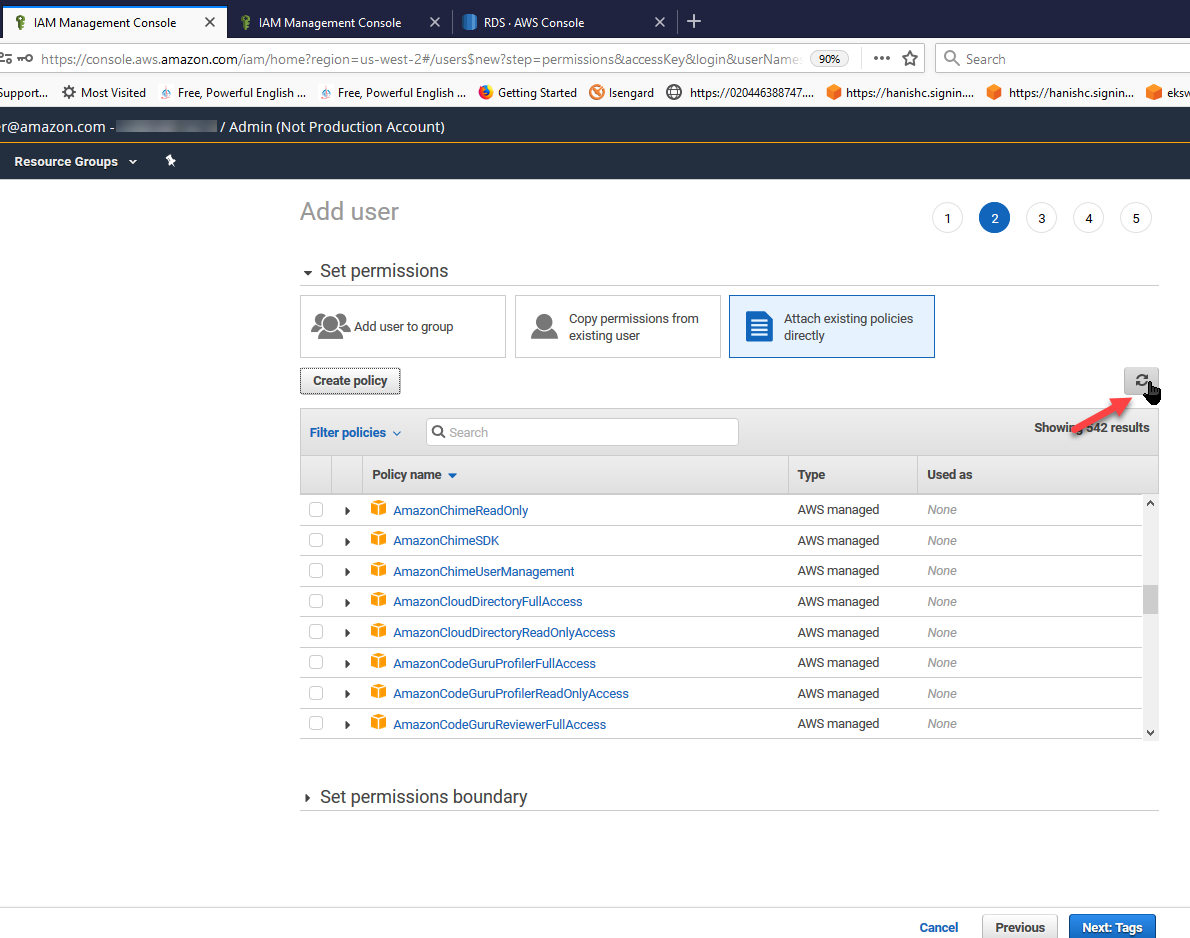 IAM Management Console
IAM Management Console
RDS · AWS Console
https://console.aws.amazon.com/iam/home?region=us-west-2#/users$new?step=permissions&accessKey&login&userName
90%
Search
Support...
Most Visited
Free, Powerful English ...
Free, Powerful English ...
Getting Started
Isengard
https://020446388747....
https://hanishc.signin....
https://hanishc.signin...
eksw
r@amazon.com - / Admin (Not Production Account)
Resource Groups
Add user
1 2 3 4 5
Set permissions
Add user to group
Copy permissions from
existing user
Attach existing policies
directly
Create policy
Filter policies
Search
Showing 542 results
Policy name Type Used as
AmazonChimeReadOnly AWS managed None
AmazonChimeSDK AWS managed None
AmazonChimeUserManagement AWS managed None
AmazonCloudDirectoryFullAccess AWS managed None
AmazonCloudDirectoryReadOnlyAccess AWS managed None
AmazonCodeGuruProfilerFullAccess AWS managed None
AmazonCodeGuruProfilerReadOnlyAccess AWS managed None
AmazonCodeGuruReviewerFullAccess AWS managed None
Set permissions boundary
Cancel
Previous
Next: Tags